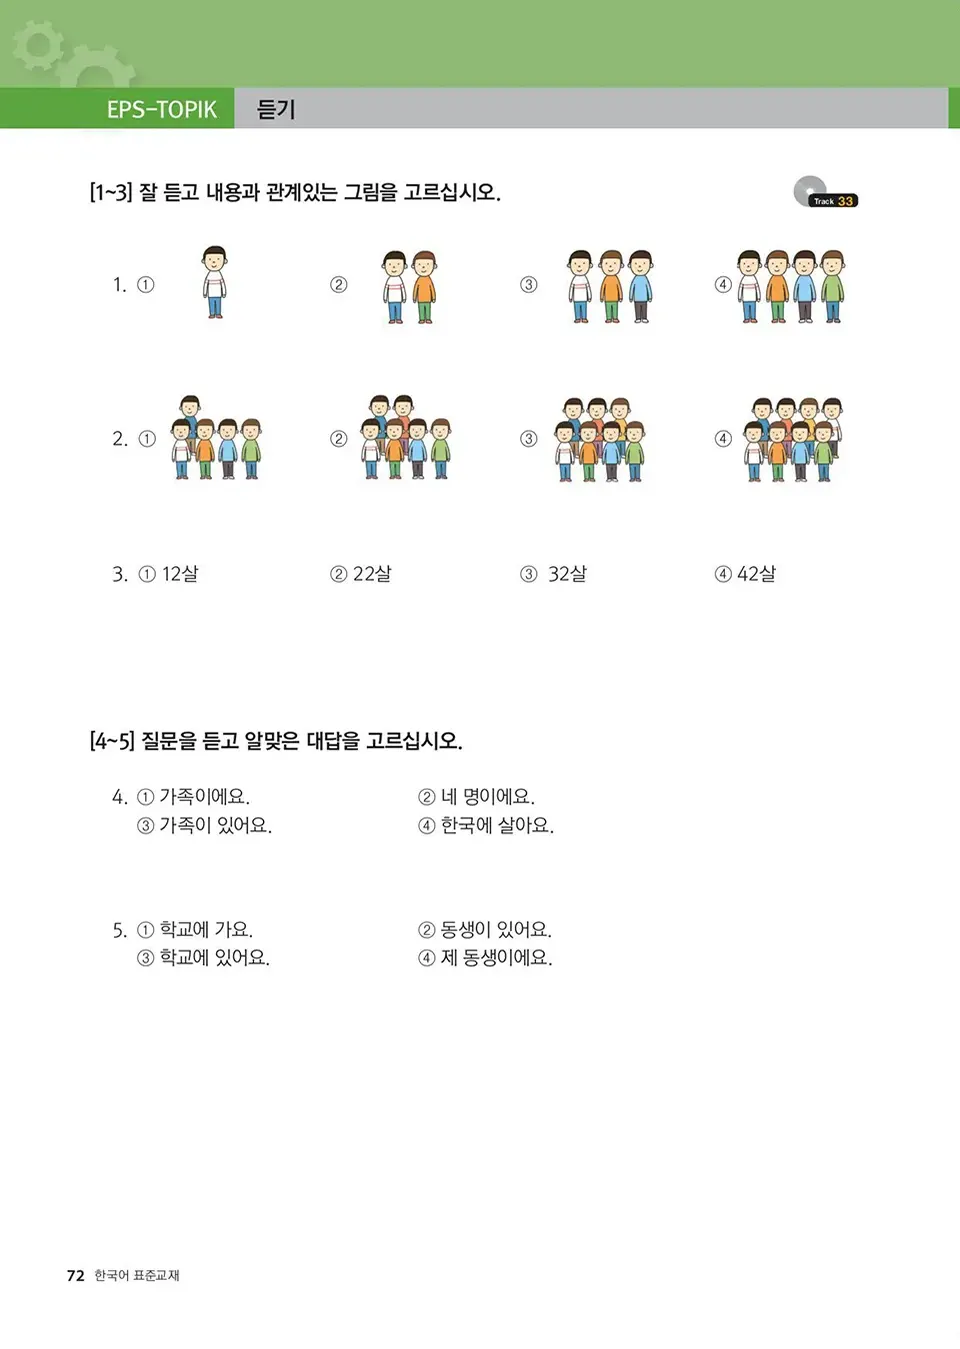 EPS-TOPIK 듣기
[1~3] 잘 듣고 내용과 관계있는 그림을 고르십시오.
Track 33
1. ① ② ③ ④
2. ① ② ③ ④
3. ① 12살 ② 22살 ③ 32살 ④ 42살
[4~5] 질문을 듣고 알맞은 대답을 고르십시오.
4. ① 가족이에요. ② 네 명이에요.
③ 가족이 있어요. ④ 한국에 살아요.
5. ① 학교에 가요. ② 동생이 있어요.
③ 학교에 있어요. ④ 제 동생이에요.
72 한국어 표준교재